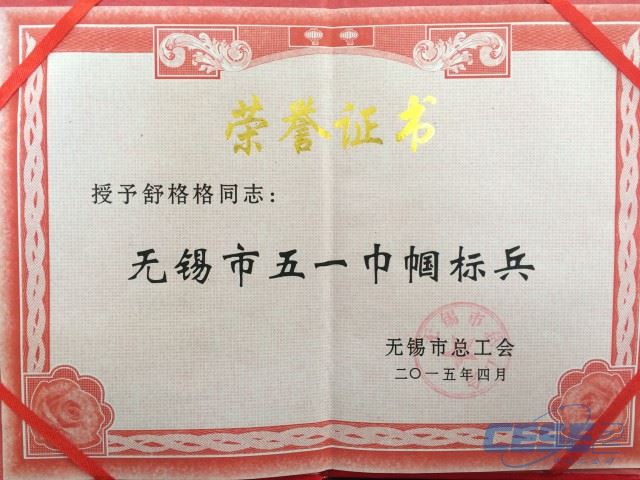 荣誉证书
授予舒格格同志：
无锡市五一巾帼标兵
无锡市总工会
二〇一五年四月